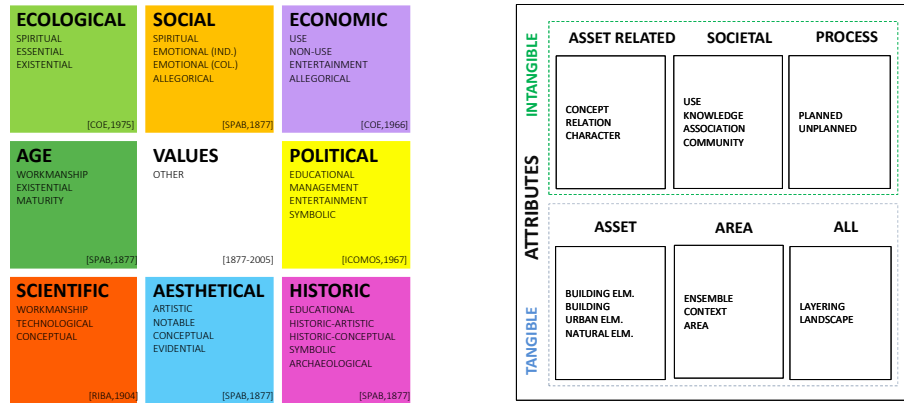 ECOLOGICAL
SPIRITUAL
ESSENTIAL
EXISTENTIAL
[COE,1975]
SOCIAL
SPIRITUAL
EMOTIONAL (IND.)
EMOTIONAL (COL.)
ALLEGORICAL
[SPAB,1877]
ECONOMIC
USE
NON-USE
ENTERTAINMENT
ALLEGORICAL
[COE,1966]
AGE
WORKMANSHIP
EXISTENTIAL
MATURITY
[SPAB,1877]
VALUES
OTHER
[1877-2005]
POLITICAL
EDUCATIONAL
MANAGEMENT
ENTERTAINMENT
SYMBOLIC
[ICOMOS,1967]
SCIENTIFIC
WORKMANSHIP
TECHNOLOGICAL
CONCEPTUAL
[RIBA,1904]
AESTHETICAL
ARTISTIC
NOTABLE
CONCEPTUAL
EVIDENTIAL
[SPAB,1877]
HISTORIC
EDUCATIONAL
HISTORIC-ARTISTIC
HISTORIC-CONCEPTUAL
SYMBOLIC
ARCHAEOLOGICAL
[SPAB,1877]
ATTRIBUTES
INTANGIBLE
ASSET RELATED
CONCEPT
RELATION
CHARACTER
SOCIETAL
USE
KNOWLEDGE
ASSOCIATION
COMMUNITY
PROCESS
PLANNED
UNPLANNED
TANGIBLE
ASSET
BUILDING ELM.
BUILDING
URBAN ELM.
NATURAL ELM.
AREA
ENSEMBLE
CONTEXT
AREA
ALL
LAYERING
LANDSCAPE